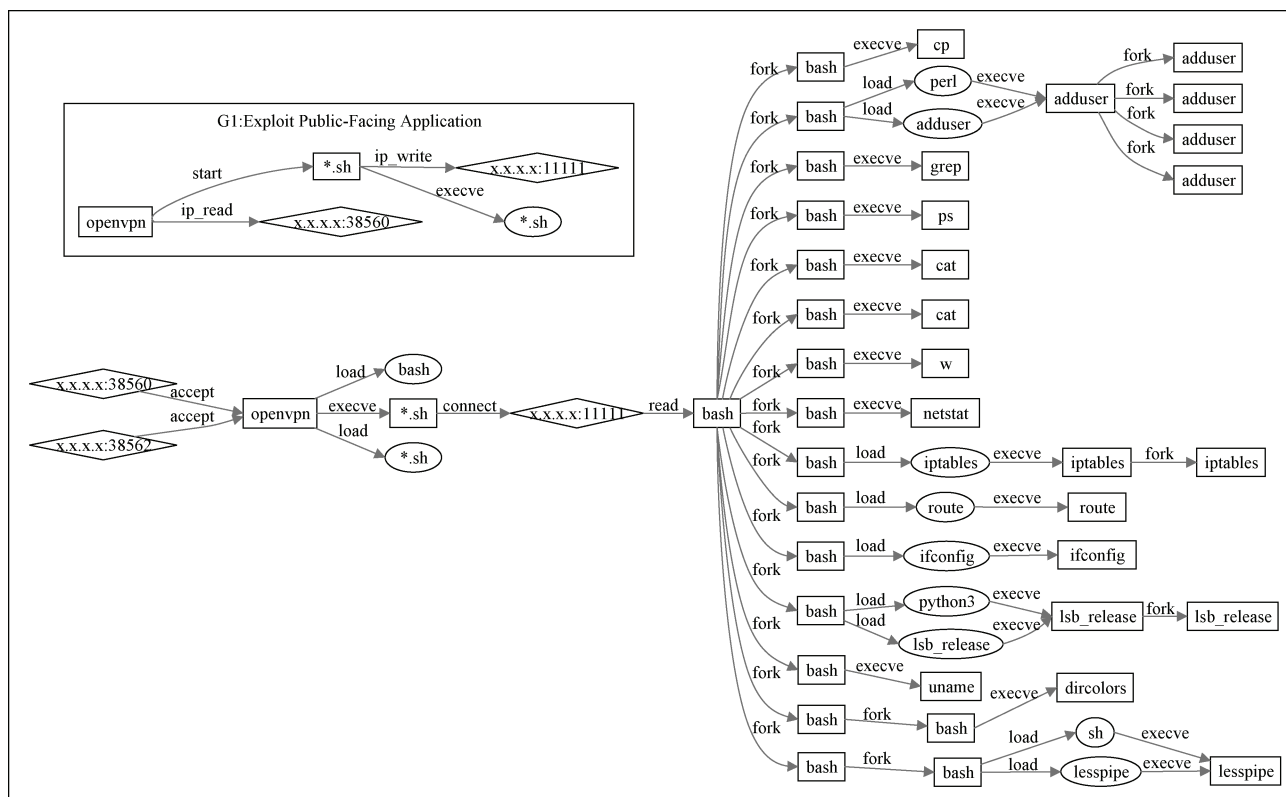 G1:Exploit Public-Facing Application
openvpn
start
ip_read
*.sh
x.x.x.x:38560
ip_write
execve
x.x.x.x:11111
*.sh
x.x.x.x:38560
x.x.x.x:38562
accept
accept
openvpn
load
execve
load
bash
*.sh
*.sh
connect
x.x.x.x:11111
read
bash
fork bash execve cp
fork bash load perl execve adduser fork adduser
load adduser execve fork adduser
fork adduser
fork adduser
fork bash execve grep
fork bash execve ps
fork bash execve cat
fork bash execve cat
fork bash execve w
fork bash execve netstat
fork bash load iptables execve iptables fork iptables
fork bash load route execve route
fork bash load ifconfig execve ifconfig
fork bash load python3 execve lsb_release fork lsb_release
load lsb_release execve
fork bash execve uname
fork bash fork bash execve dircolors
fork bash fork bash load sh execve lesspipe
load lesspipe execve